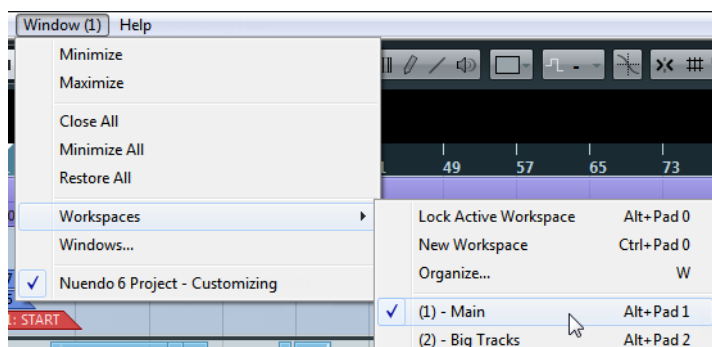 Window (1) Help
Minimize
Maximize
Close All
Minimize All
Restore All
49 57 65 73
Workspaces
Windows...
Nuendo 6 Project - Customizing
Lock Active Workspace Alt+Pad 0
New Workspace Ctrl+Pad 0
Organize... W
(1) - Main Alt+Pad 1
(2) - Big Tracks Alt+Pad 2
: START